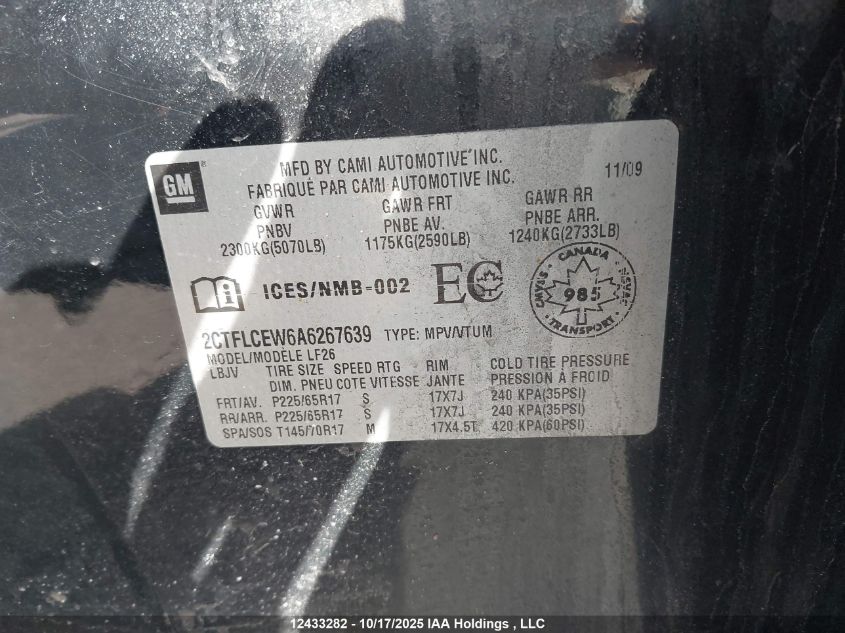 GM
MFD BY CAMI AUTOMOTIVE INC. 11/09
FABRIQUÉ PAR CAMI AUTOMOTIVE INC.
GVWR GAWR FRT GAWR RR
PNBV PNBE AV. PNBE ARR.
2300KG(5070LB) 1175KG(2590LB) 1240KG(2733LB)
ICES/NMB-002 EC
CANADA
985
TRANSPORT
2CTFLCEW6A6267639 TYPE: MPV/VTUM
MODEL/MODÈLE LF26
LBJV TIRE SIZE SPEED RTG RIM COLD TIRE PRESSURE
DIM. PNEU COTE VITESSE JANTE PRESSION À FROID
FRT/AV. P225/65R17 S 17X7J 240 KPA(35PSI)
RR/ARR. P225/65R17 S 17X7J 240 KPA(35PSI)
SPA/SOS T145/70R17 M 17X4.5T 420 KPA(60PSI)
12433282 - 10/17/2025 IAA Holdings , LLC